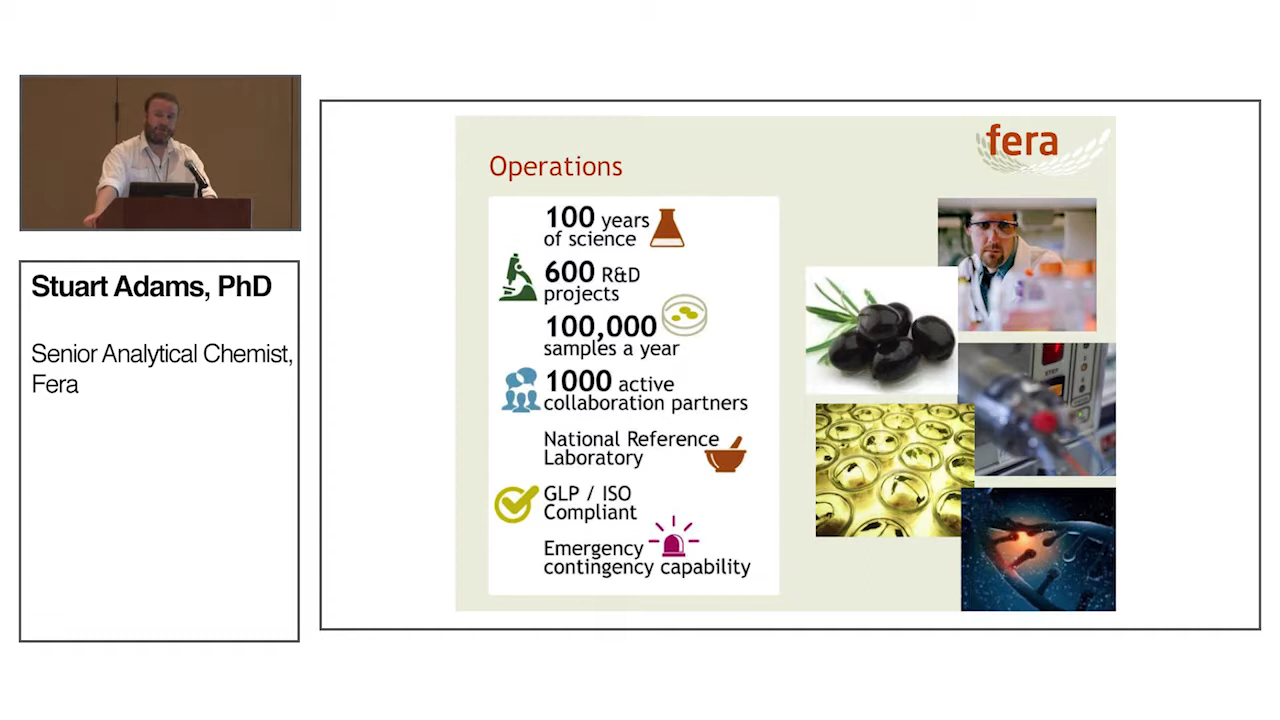 Stuart Adams, PhD
Senior Analytical Chemist,
Fera
fera
Operations
100 years
of science
600 R&D
projects
100,000
samples a year
1000 active
collaboration partners
National Reference
Laboratory
GLP / ISO
Compliant
Emergency
contingency capability
STEP